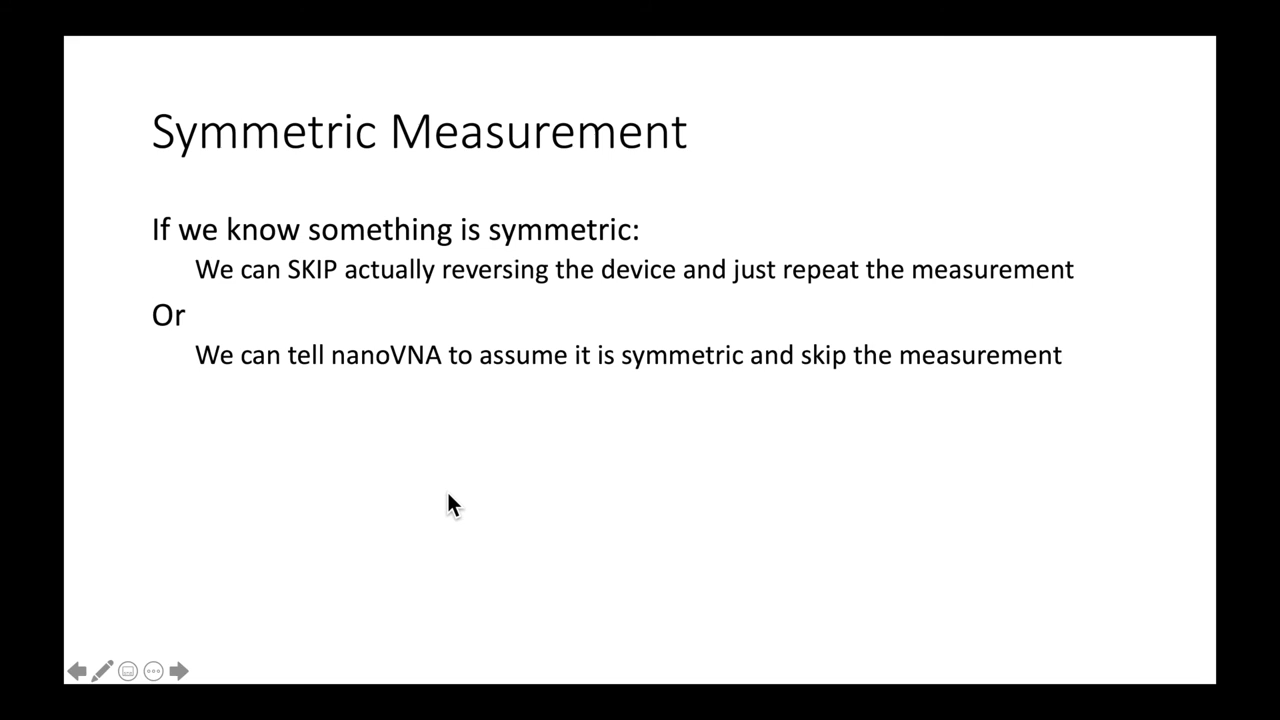 Symmetric Measurement
If we know something is symmetric:
We can SKIP actually reversing the device and just repeat the measurement
Or
We can tell nanoVNA to assume it is symmetric and skip the measurement